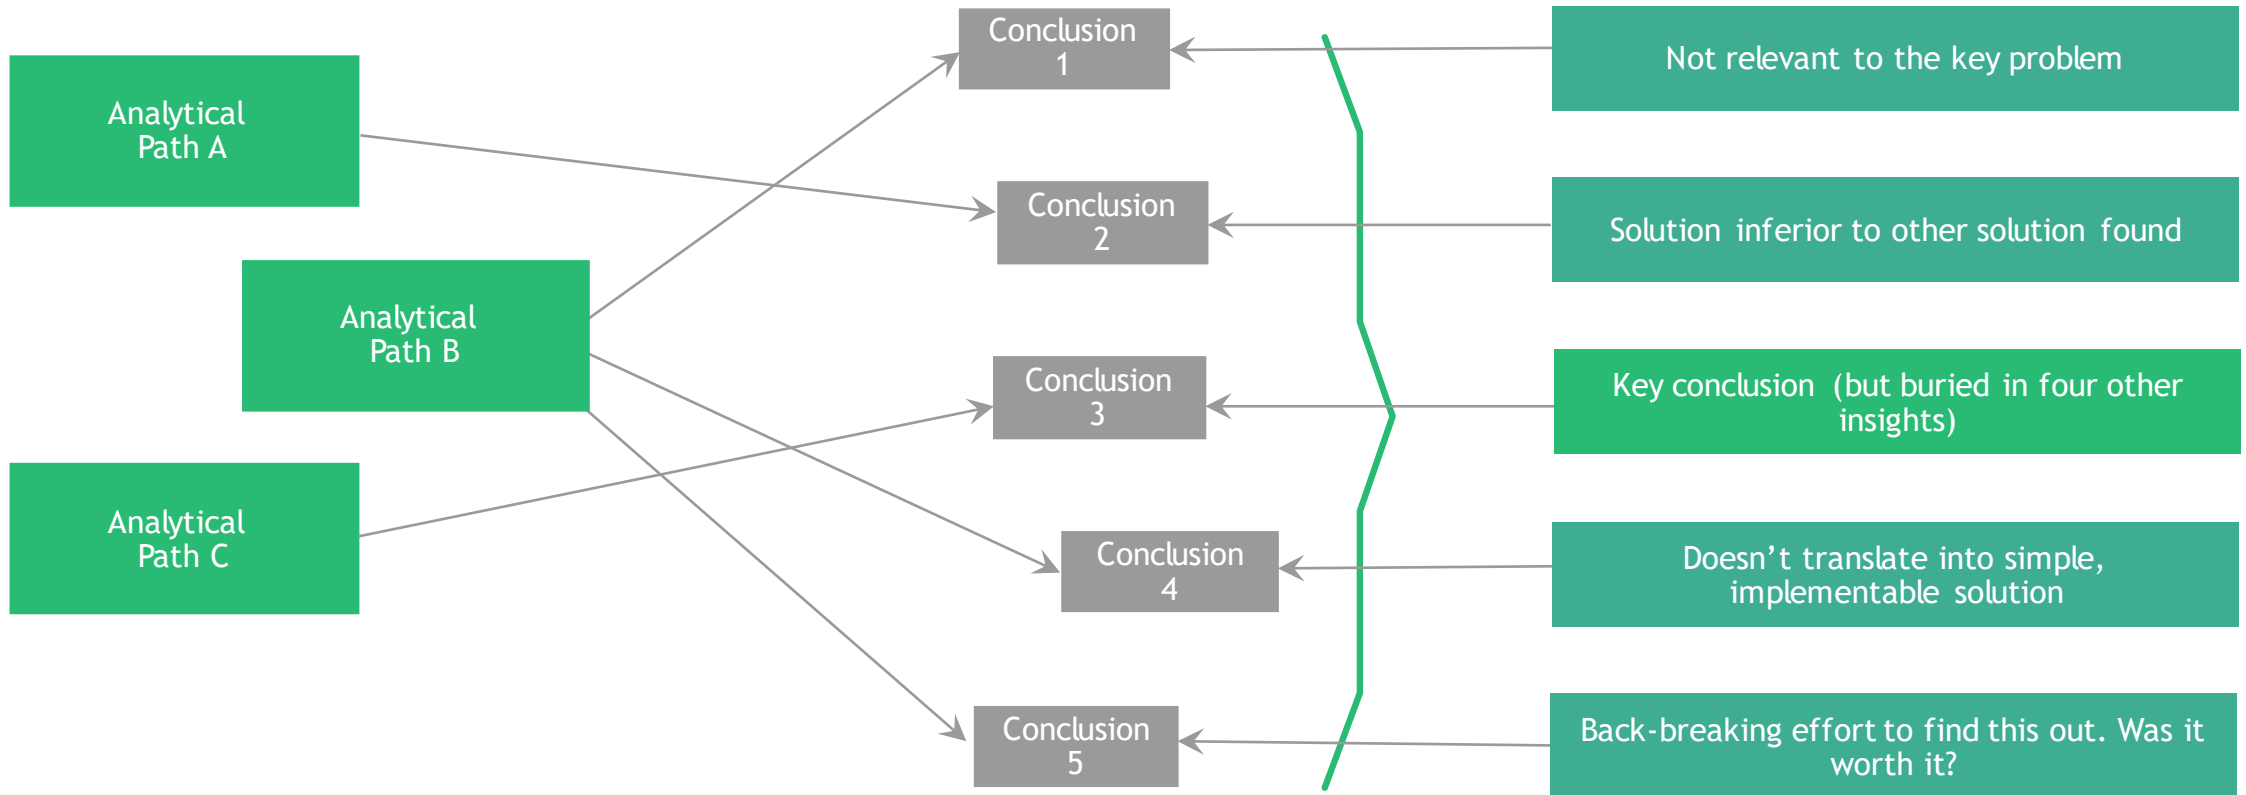 Analytical
Path A
Analytical
Path B
Analytical
Path C
Conclusion
1
Conclusion
2
Conclusion
3
Conclusion
4
Conclusion
5
Not relevant to the key problem
Solution inferior to other solution found
Key conclusion (but buried in four other
insights)
Doesn’t translate into simple,
implementable solution
Back-breaking effort to find this out. Was it
worth it?